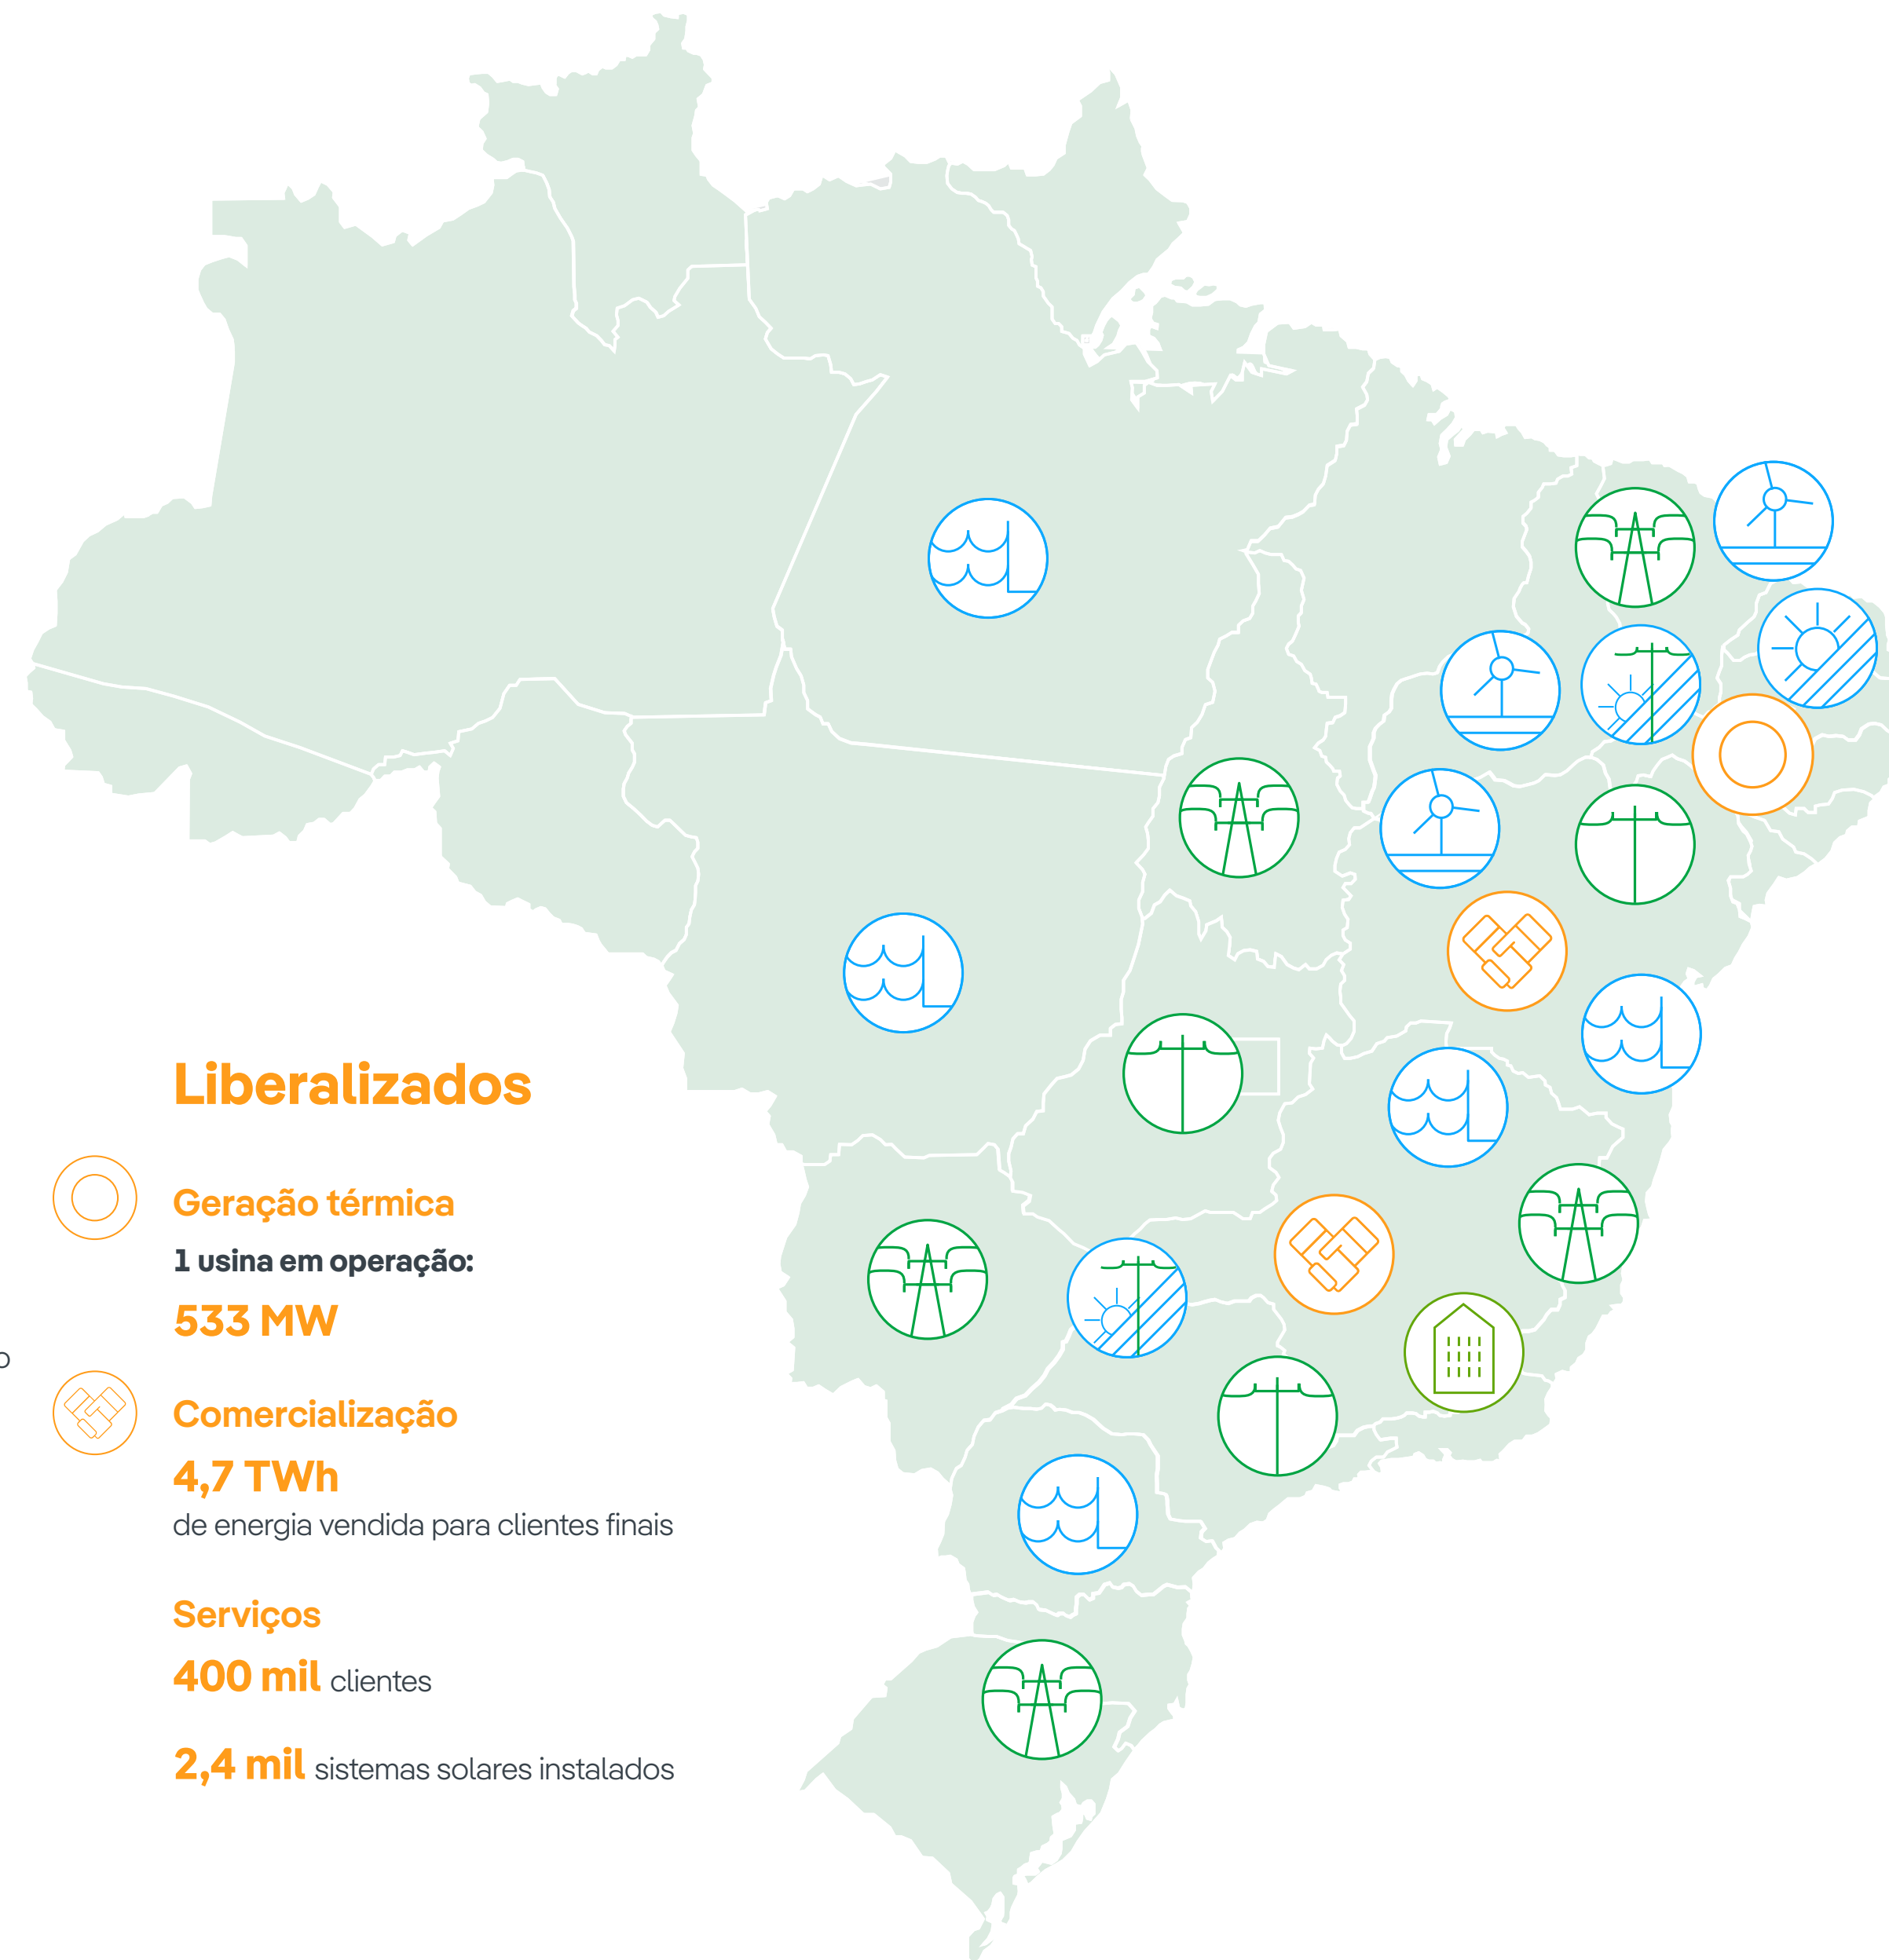 Liberalizados
Geração térmica
1 usina em operação:
533 MW
Comercialização
4,7 TWh
de energia vendida para clientes finais
Serviços
400 mil clientes
2,4 mil sistemas solares instalados